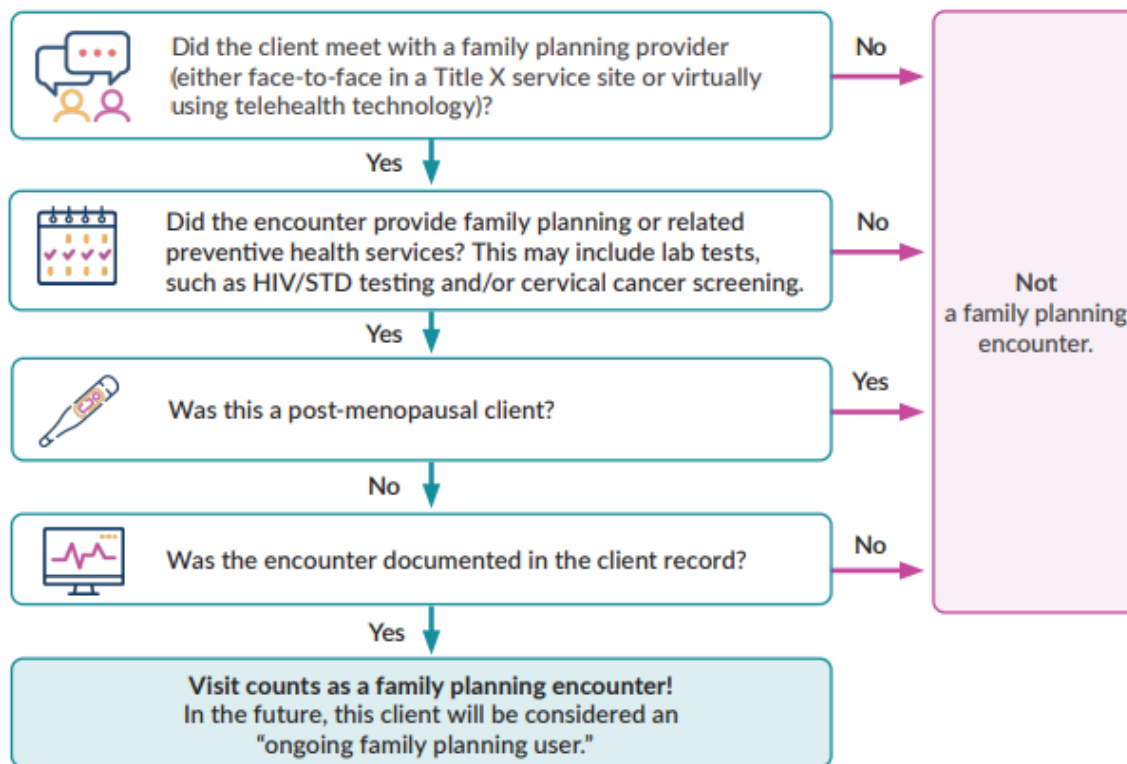 Did the client meet with a family planning provider
(either face-to-face in a Title X service site or virtually
using telehealth technology)?
No
Yes
Did the encounter provide family planning or related
preventive health services? This may include lab tests,
such as HIV/STD testing and/or cervical cancer screening.
No
Yes
Not
a family planning
encounter.
Was this a post-menopausal client?
Yes
No
Was the encounter documented in the client record?
No
Yes
Visit counts as a family planning encounter!
In the future, this client will be considered an
“ongoing family planning user.”